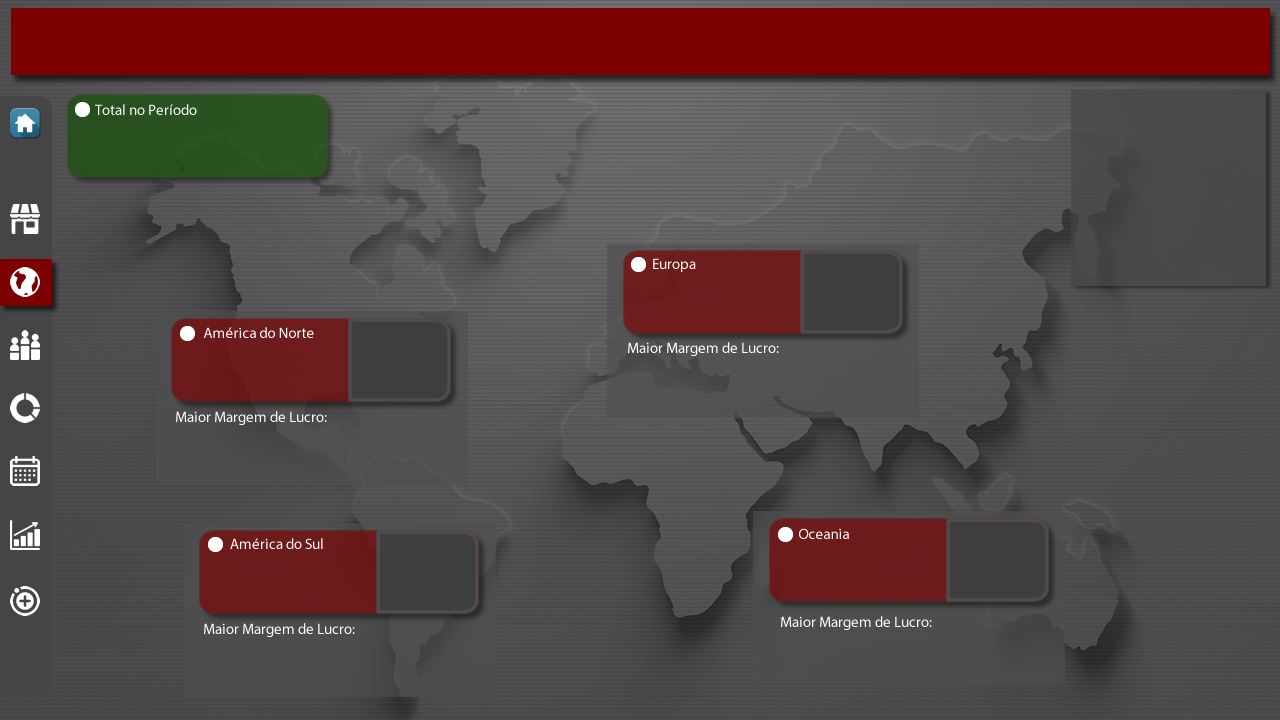 Total no Período
Europa
Maior Margem de Lucro:
América do Norte
Maior Margem de Lucro:
América do Sul
Maior Margem de Lucro:
Oceania
Maior Margem de Lucro: